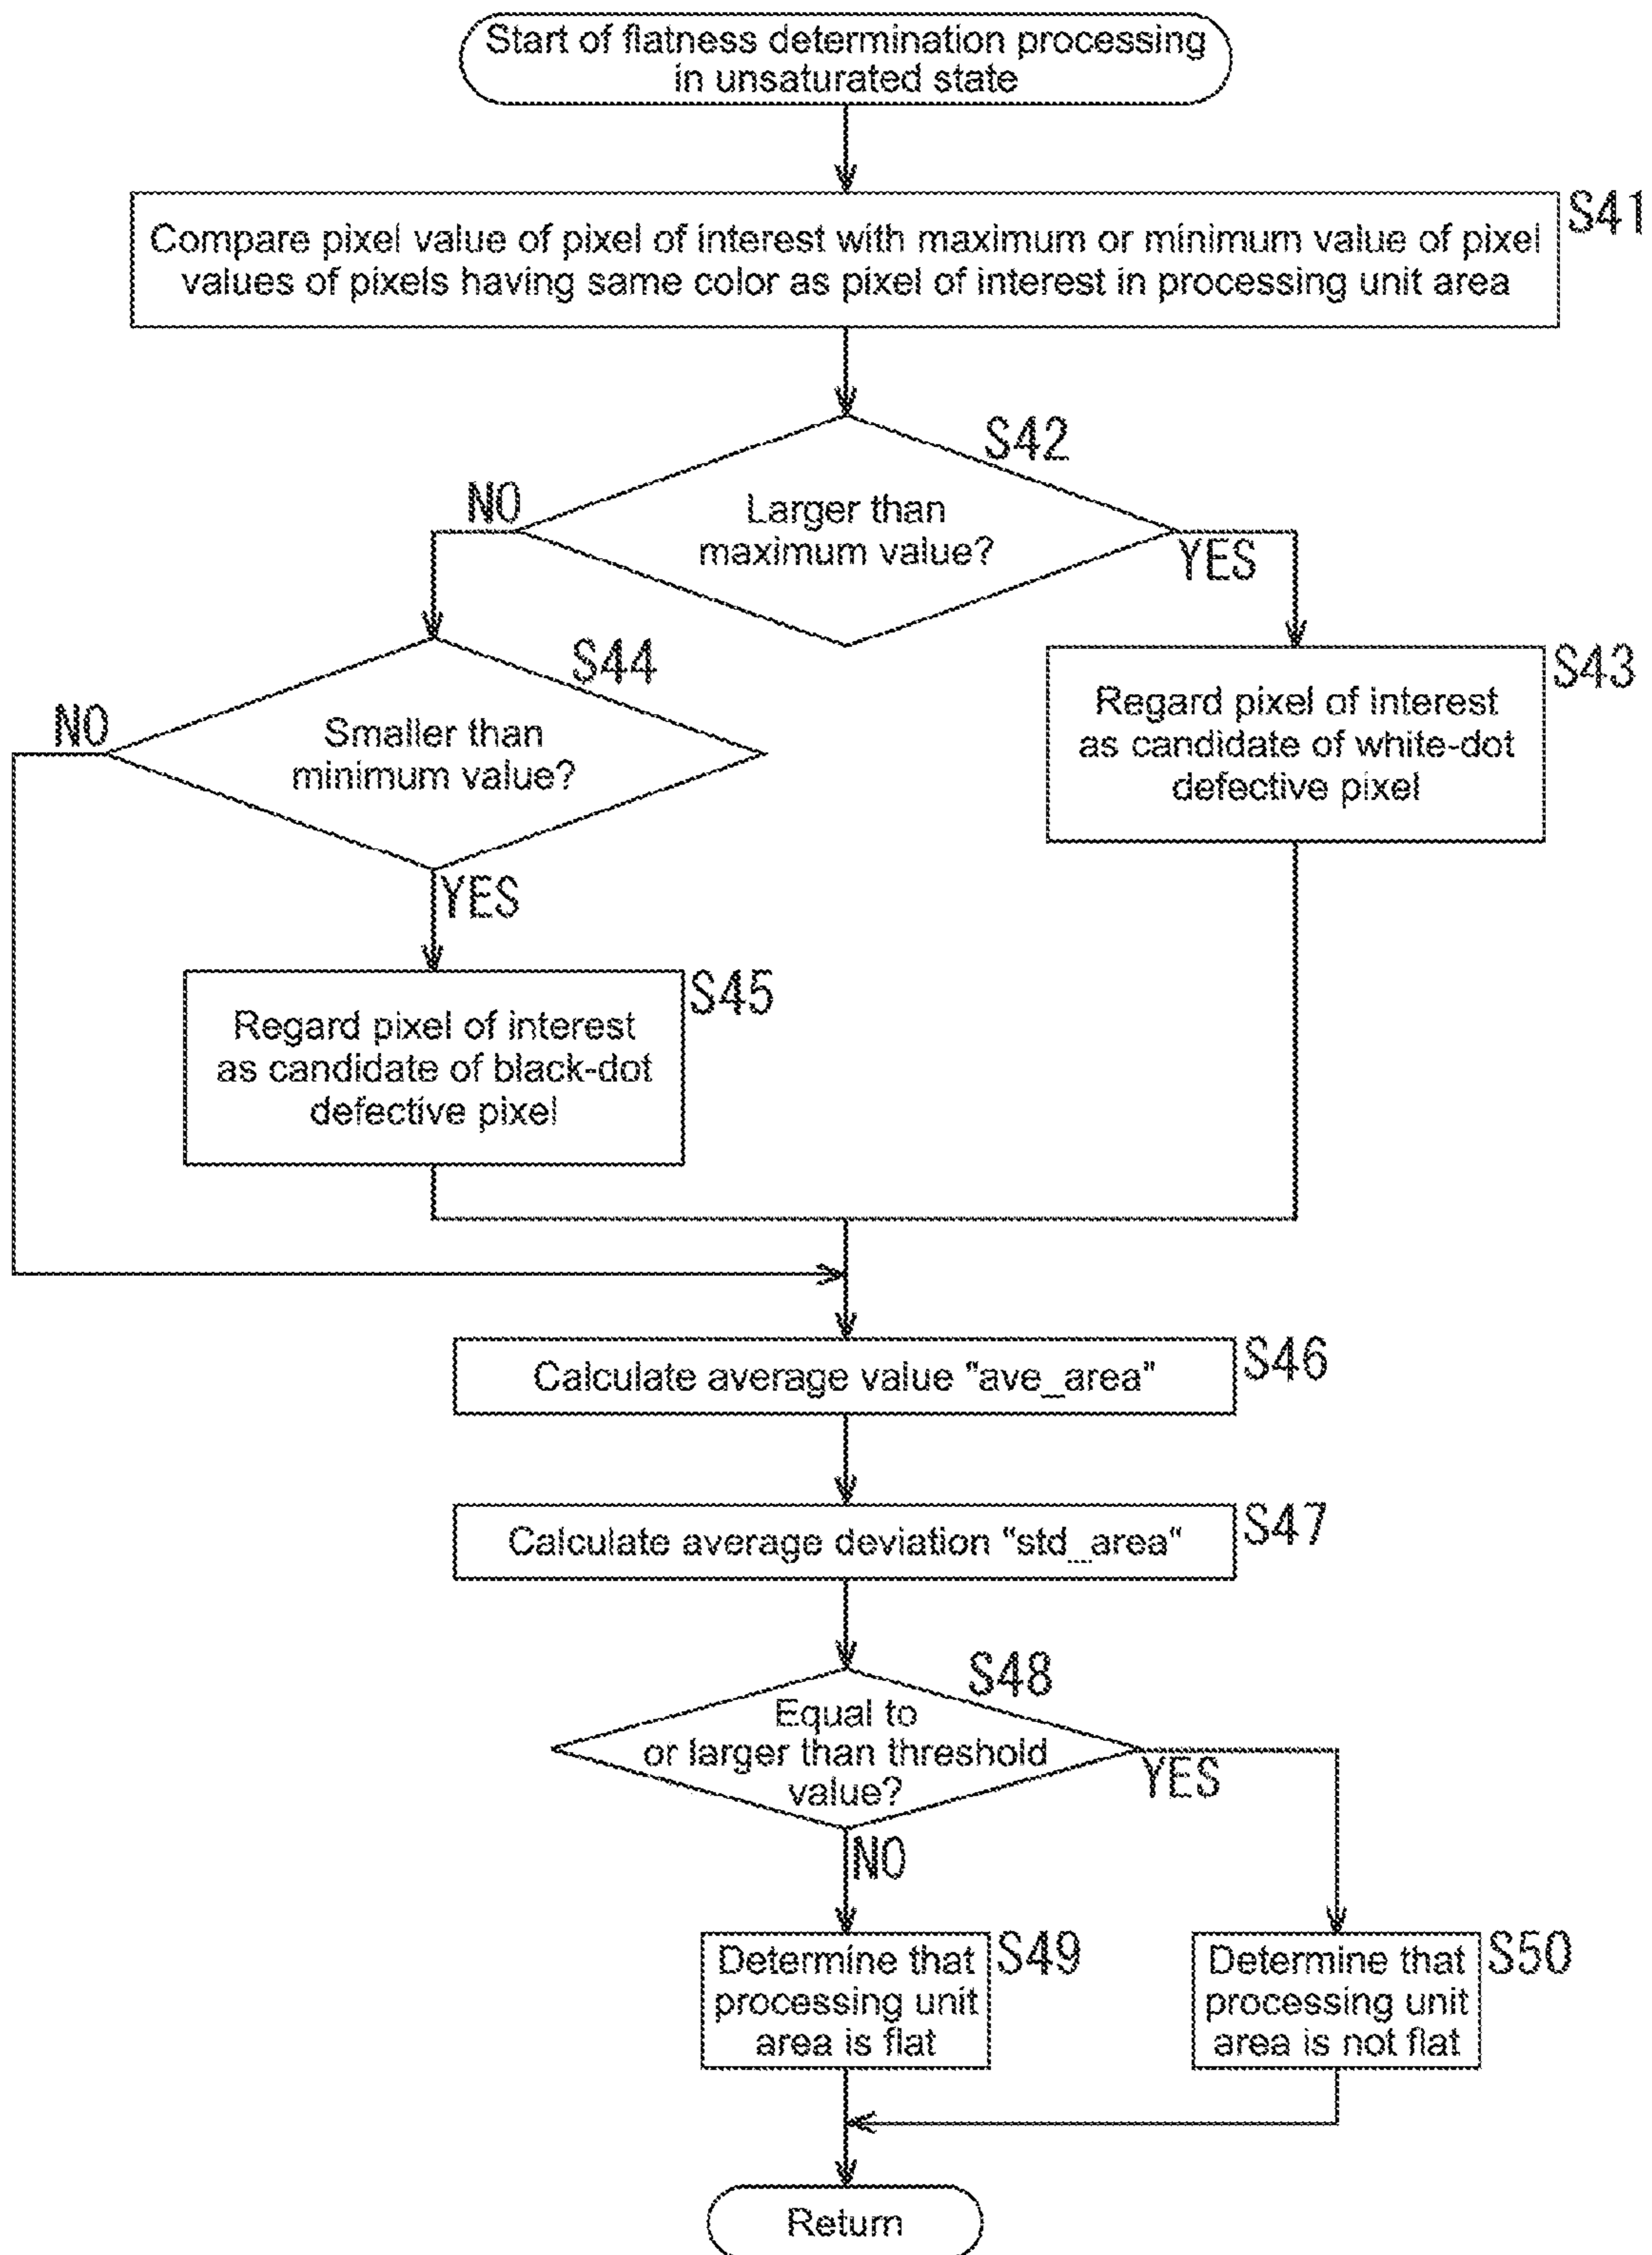 Start of flatness determination processing
in unsaturated state
S41
Compare pixel value of pixel of interest with maximum or minimum value of pixel
values of pixels having same color as pixel of interest in processing unit area
S42
NO
Larger than
maximum value?
YES
S44
NO
Smaller than
minimum value?
YES
S43
Regard pixel of interest
as candidate of white-dot
defective pixel
S45
Regard pixel of interest
as candidate of black-dot
defective pixel
S46
Calculate average value "ave_area"
S47
Calculate average deviation "std_area"
S48
Equal to
or larger than threshold
value?
YES
NO
S49
Determine that
processing unit
area is flat
S50
Determine that
processing unit
area is not flat
Return